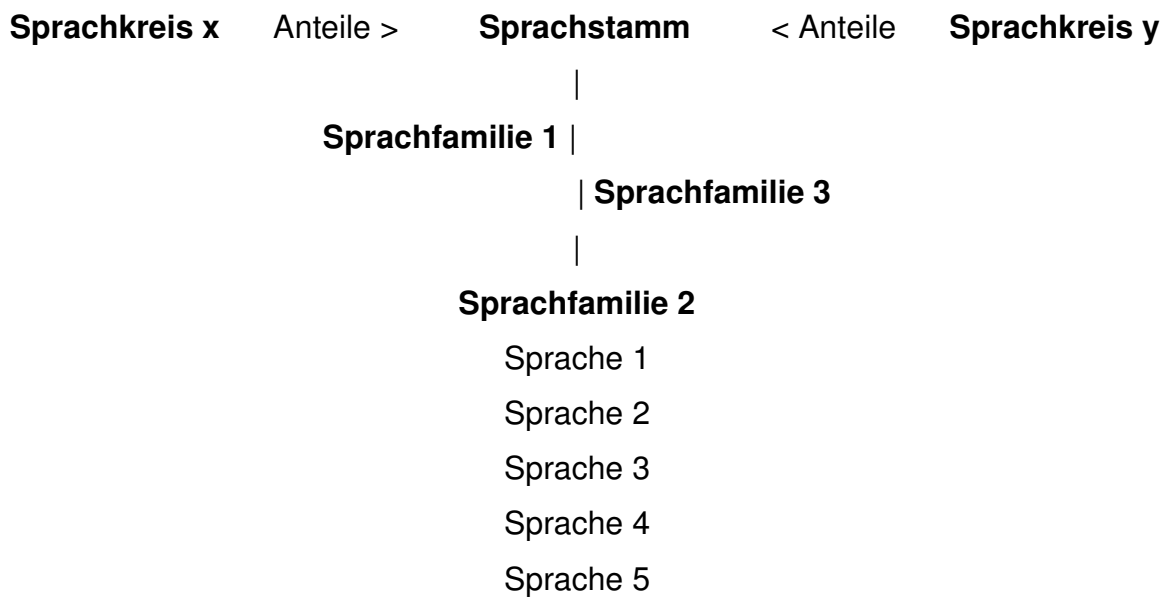 Sprachkreis x Anteile > Sprachstamm < Anteile Sprachkreis y
|
Sprachfamilie 1 |
| Sprachfamilie 3
|
Sprachfamilie 2
Sprache 1
Sprache 2
Sprache 3
Sprache 4
Sprache 5